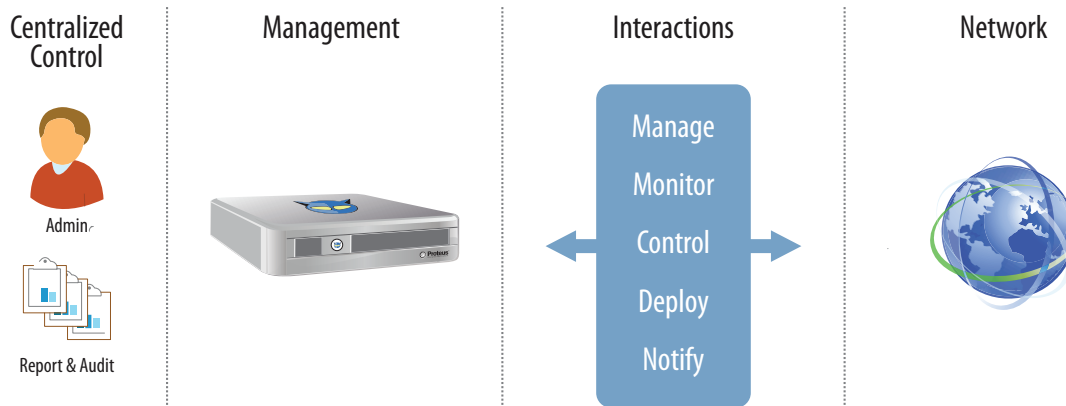 Centralized
Control
Management
Interactions
Network
Admin
Report & Audit
Proteus
Manage
Monitor
Control
Deploy
Notify